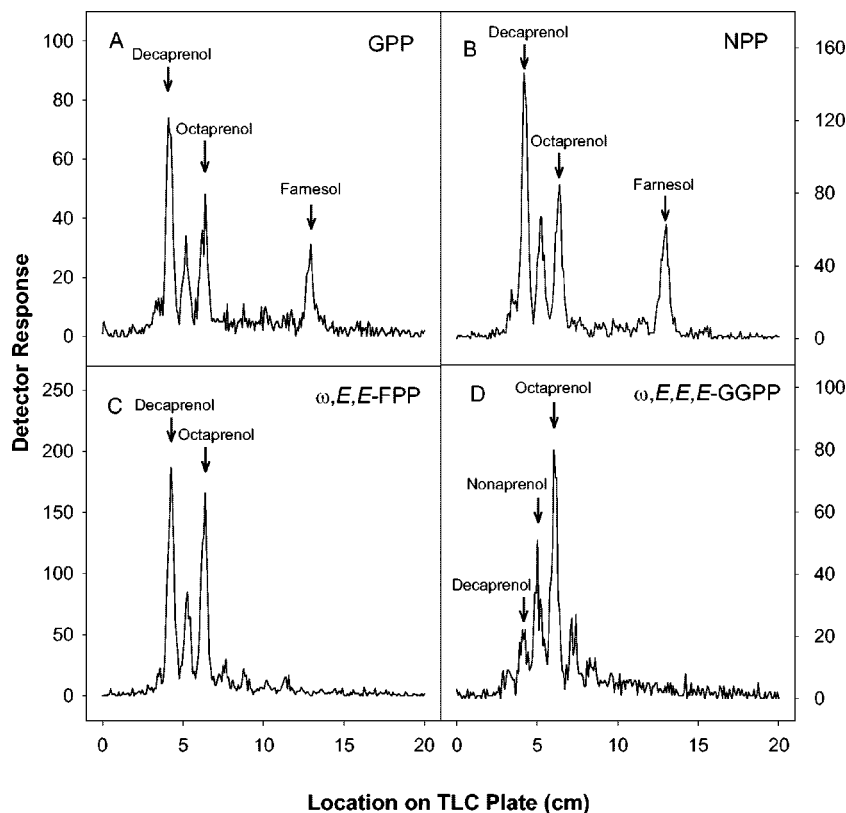 A
GPP
Decaprenol
Octaprenol
Farnesol
100
80
60
40
20
0
B
NPP
Decaprenol
Octaprenol
Farnesol
160
120
80
40
0
C
ω,E,E-FPP
Decaprenol
Octaprenol
250
200
150
100
50
0
0 5 10 15 20
D
ω,E,E,E-GGPP
Octaprenol
Nonaprenol
Decaprenol
100
80
60
40
20
0
0 5 10 15 20
Detector Response
Location on TLC Plate (cm)